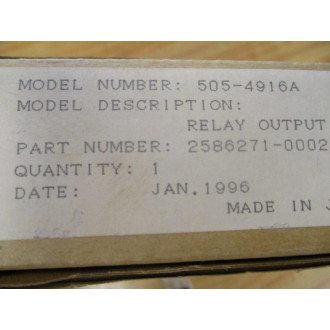 MODEL NUMBER: 505-4916A
MODEL DESCRIPTION:
RELAY OUTPUT
PART NUMBER: 2586271-0002
QUANTITY: 1
DATE: JAN.1996
MADE IN J